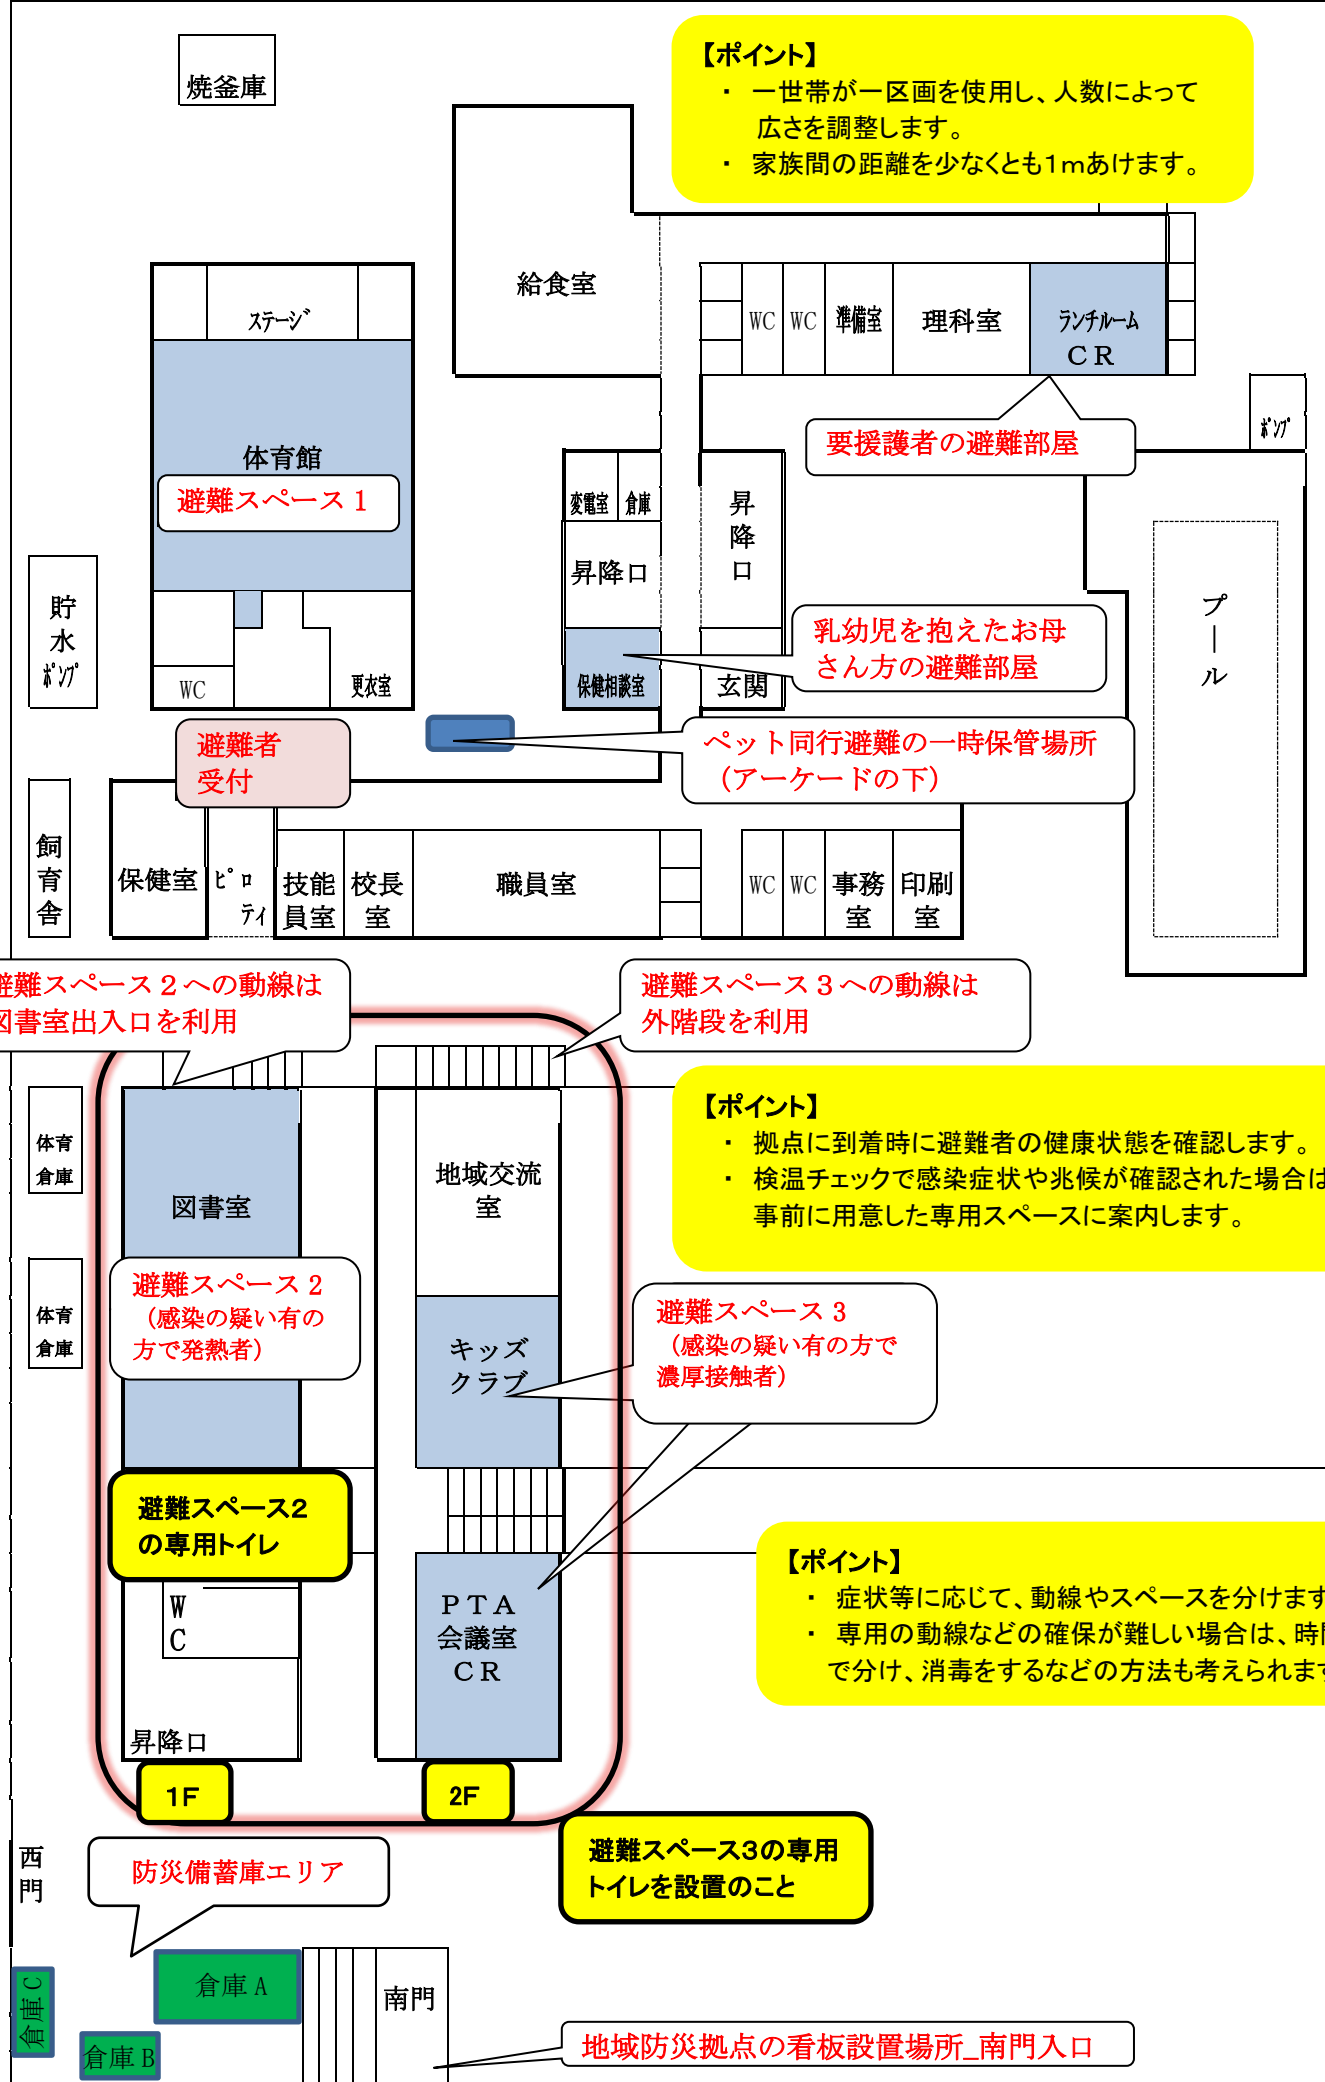 焼釜庫
【ポイント】
・ 一世帯が一区画を使用し、人数によって
広さを調整します。
・ 家族間の距離を少なくとも1mあけます。
給食室
ステージ
WC
WC
準備室
理科室
ランチルーム
CR
要援護者の避難部屋
ポンプ
体育館
避難スペース1
変電室
倉庫
昇降口
昇
降
口
プ
ー
ル
貯
水
ポンプ
WC
更衣室
保健相談室
玄関
乳幼児を抱えたお母
さん方の避難部屋
避難者
受付
ペット同行避難の一時保管場所
（アーケードの下）
飼
育
舎
保健室
ピロ
ティ
技能
員室
校長
室
職員室
WC
WC
事務
室
印刷
室
避難スペース2への動線は
図書室出入口を利用
避難スペース3への動線は
外階段を利用
【ポイント】
・ 拠点に到着時に避難者の健康状態を確認します。
・ 検温チェックで感染症状や兆候が確認された場合は
事前に用意した専用スペースに案内します。
体育
倉庫
体育
倉庫
図書室
地域交流
室
避難スペース2
（感染の疑い有の
方で発熱者）
キッズ
クラブ
避難スペース3
（感染の疑い有の方で
濃厚接触者）
避難スペース2
の専用トイレ
W
C
PTA
会議室
CR
【ポイント】
・ 症状等に応じて、動線やスペースを分けます
・ 専用の動線などの確保が難しい場合は、時間
で分け、消毒をするなどの方法も考えられます
昇降口
1F
2F
避難スペース3の専用
トイレを設置のこと
西
門
防災備蓄庫エリア
倉庫A
倉庫C
倉庫B
南門
地域防災拠点の看板設置場所_南門入口